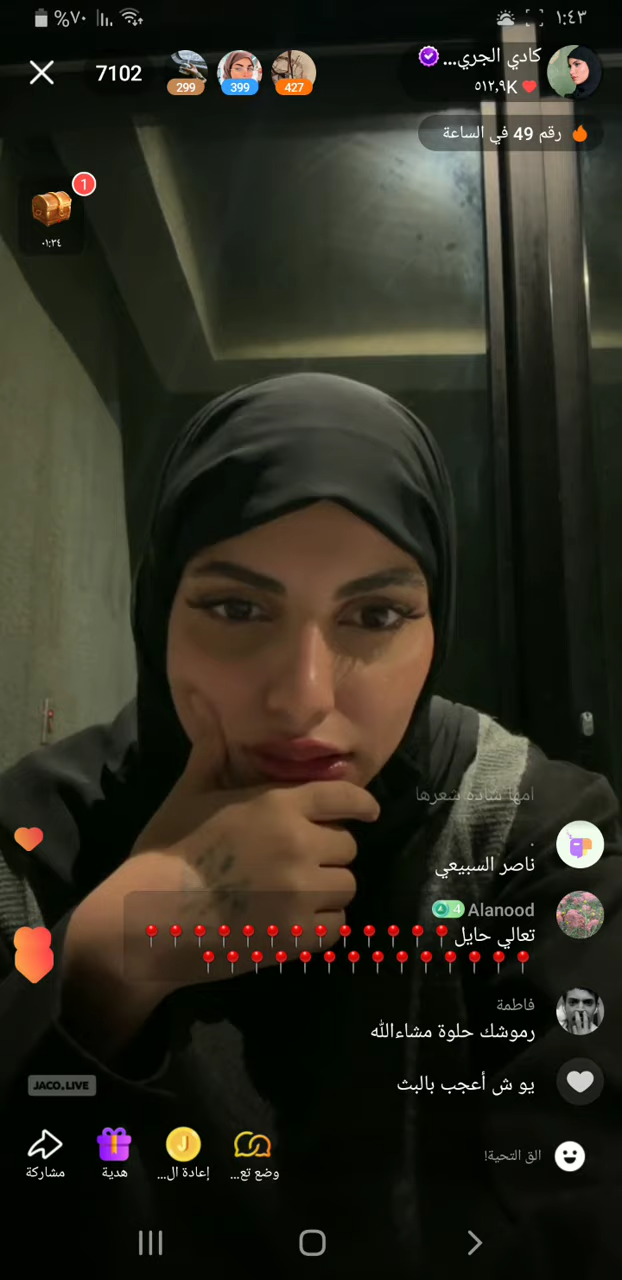 %٧٠
١:٤٣
7102
299
399
427
كادي الجري...
٥١٢,٩K
رقم 49 في الساعة
1
٠١:٣٤
امها شادة شعرها
.
ناصر السبيعي
4 Alanood
تعالي حايل
فاطمة
رموشك حلوة مشاءالله
يو ش أعجب بالبث
JACO.LIVE
الق التحية!
مشاركة
هدية
إعادة ال...
وضع تع...